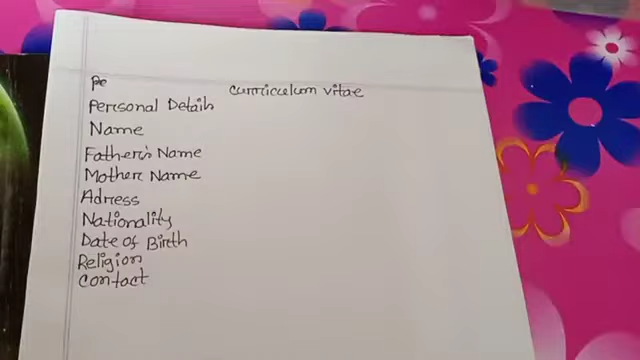 Pe
Curriculum vitae
Personal Details
Name
Father's Name
Mother Name
Adress
Nationality
Date of Birth
Religion
Contact